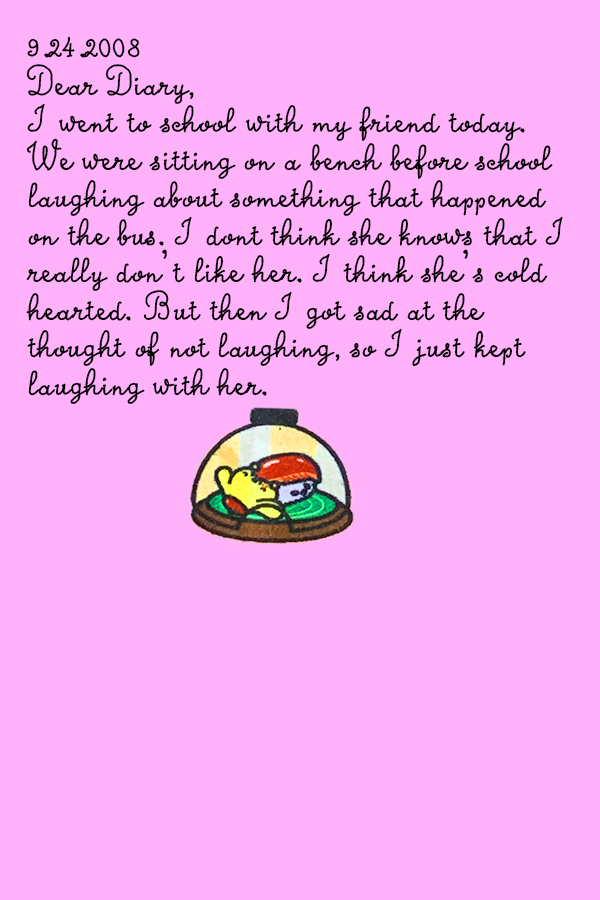 9.24.2008
Dear Diary,
I went to school with my friend today.
We were sitting on a bench before school
laughing about something that happened
on the bus. I dont think she knows that I
really don't like her. I think she's cold
hearted. But then I got sad at the
thought of not laughing, so I just kept
laughing with her.